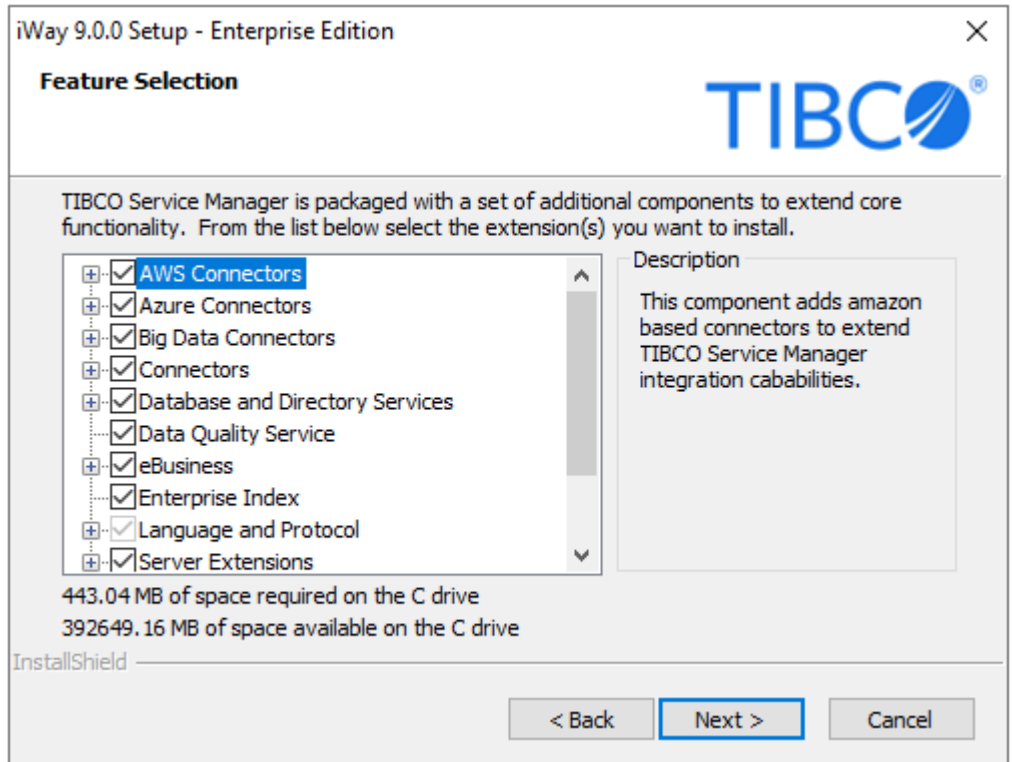 iWay 9.0.0 Setup - Enterprise Edition
Feature Selection
TIBCO®
TIBCO Service Manager is packaged with a set of additional components to extend core
functionality. From the list below select the extension(s) you want to install.
AWS Connectors
Azure Connectors
Big Data Connectors
Connectors
Database and Directory Services
Data Quality Service
eBusiness
Enterprise Index
Language and Protocol
Server Extensions
Description
This component adds amazon
based connectors to extend
TIBCO Service Manager
integration cababilities.
443.04 MB of space required on the C drive
392649.16 MB of space available on the C drive
InstallShield
< Back
Next >
Cancel